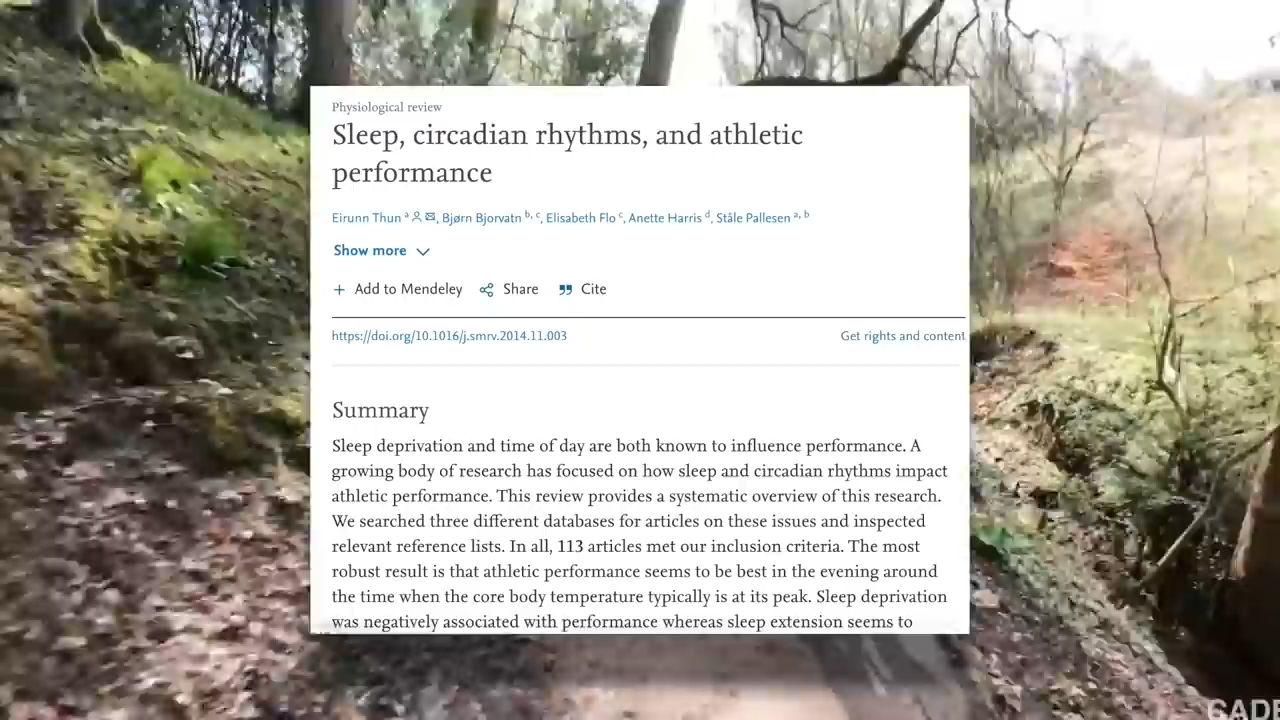 Physiological review
Sleep, circadian rhythms, and athletic
performance
Eirunn Thun a, Bjørn Bjorvatn b, c, Elisabeth Flo c, Anette Harris d, Ståle Pallesen a, b
Show more
+ Add to Mendeley Share Cite
https://doi.org/10.1016/j.smrv.2014.11.003 Get rights and content
Summary
Sleep deprivation and time of day are both known to influence performance. A
growing body of research has focused on how sleep and circadian rhythms impact
athletic performance. This review provides a systematic overview of this research.
We searched three different databases for articles on these issues and inspected
relevant reference lists. In all, 113 articles met our inclusion criteria. The most
robust result is that athletic performance seems to be best in the evening around
the time when the core body temperature typically is at its peak. Sleep deprivation
was negatively associated with performance whereas sleep extension seems to